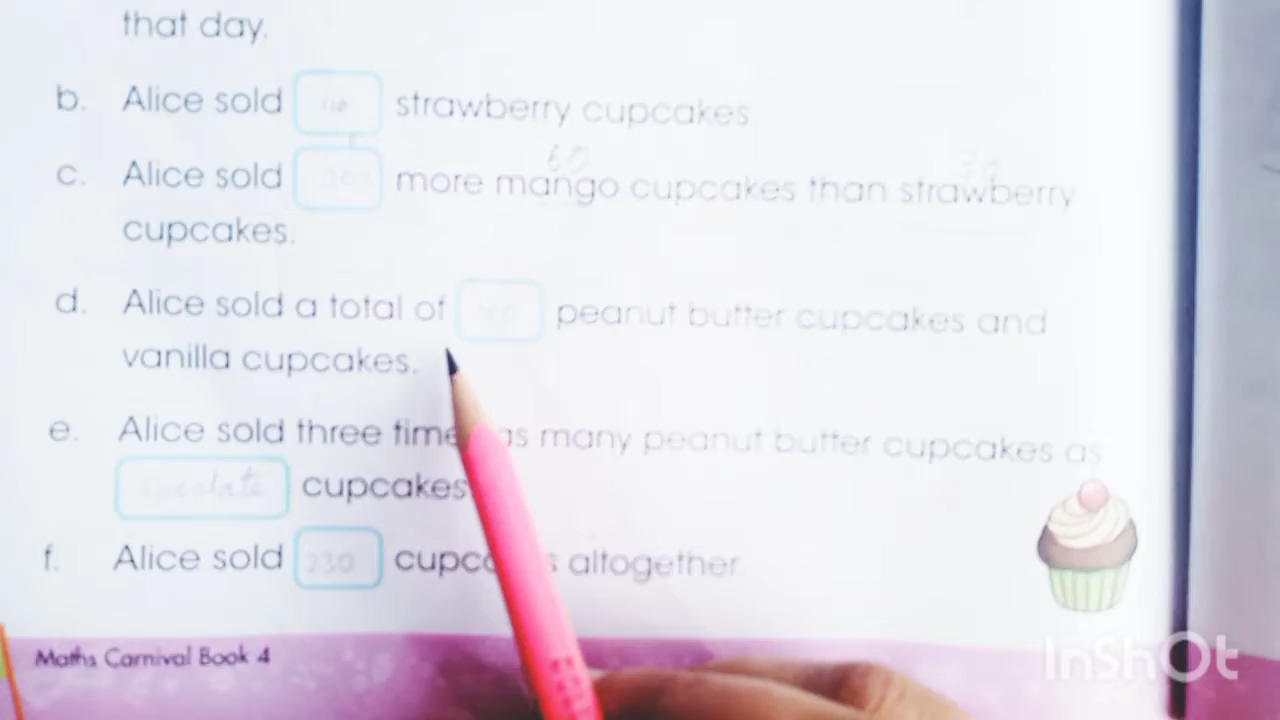 that day.
b. Alice sold strawberry cupcakes
60
c. Alice sold more mango cupcakes than strawberry
cupcakes.
d. Alice sold a total of peanut butter cupcakes and
vanilla cupcakes.
e. Alice sold three time as many peanut butter cupcakes as
cupcakes
f. Alice sold 230 altogether
Maths Carnival Book 4
InShOt